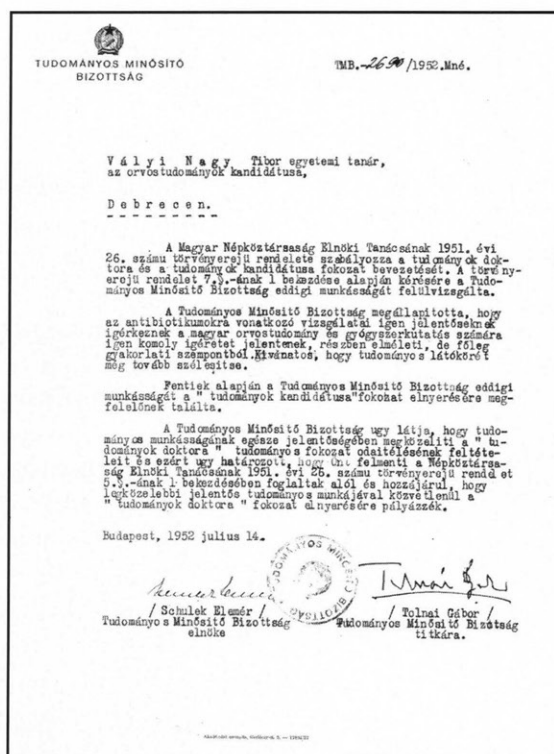 TUDOMÁNYOS MINŐSÍTŐ
BIZOTTSÁG
TMB.-2690/1952.Mné.
V á l y i   N a g y   Tibor egyetemi tanár,
az orvostudományok kandidátusa,
D e b r e c e n.
- - - - - - - - -
A Magyar Népköztársaság Elnöki Tanácsának 1951. évi
26. számu törvényerejü rendelete szabályozza a tudományok dok-
tora és a tudományok kandidátusa fokozat bevezetését. A törvény-
erejü rendelet 7.§.-ának 1 bekezdése alapján kérésére a Tudo-
mányos Minősitő Bizottság eddigi munkásságát felülvizsgálta.
A Tudományos Minősitő Bizottság megállapitotta, hogy
az antibiotikumokra vonatkozó vizsgálatai igen jelentőseknek
igérkeznek a magyar orvostudomány és gyógyszerkutatás számára
igen komoly igéretet jelentenek, részben elméleti, de főleg
gyakorlati szempontból.Kivánatos, hogy tudományos látókörét
még tovább szélesitse.
Fentiek alapján a Tudományos Minősitő Bizottság eddigi
munkásságát a " tudományok kandidátusa"fokozat elnyerésére meg-
felelőnek találta.
A Tudományos Minősitő Bizottság ugy látja, hogy tudo-
mányos munkásságának egésze jelentőségében megközeliti a " tu-
dományok doktora "  tudományos fokozat odaitélésének feltéte-
leit és ezért ugy határozott, hogy Önt felmenti a Népköztársa-
ság Elnöki Tanácsának 1951. évi 26. számu törvényerejü rendelet
5.§.-ának 1 bekezdésében foglaltak alól és hozzájárul, hogy
legközelebbi jelentős tudományos munkájával közvetlenül a
" tudományok doktora " fokozat elnyerésére pályázzék.
Budapest, 1952 julius 14.
TUDOMÁNYOS MINŐSÍTŐ BIZOTTSÁG
/ Schulek Elemér /
Tudományos Minősitő Bizottság
elnöke
/ Tolnai Gábor /
Tudományos Minősitő Bizottság
titkára.